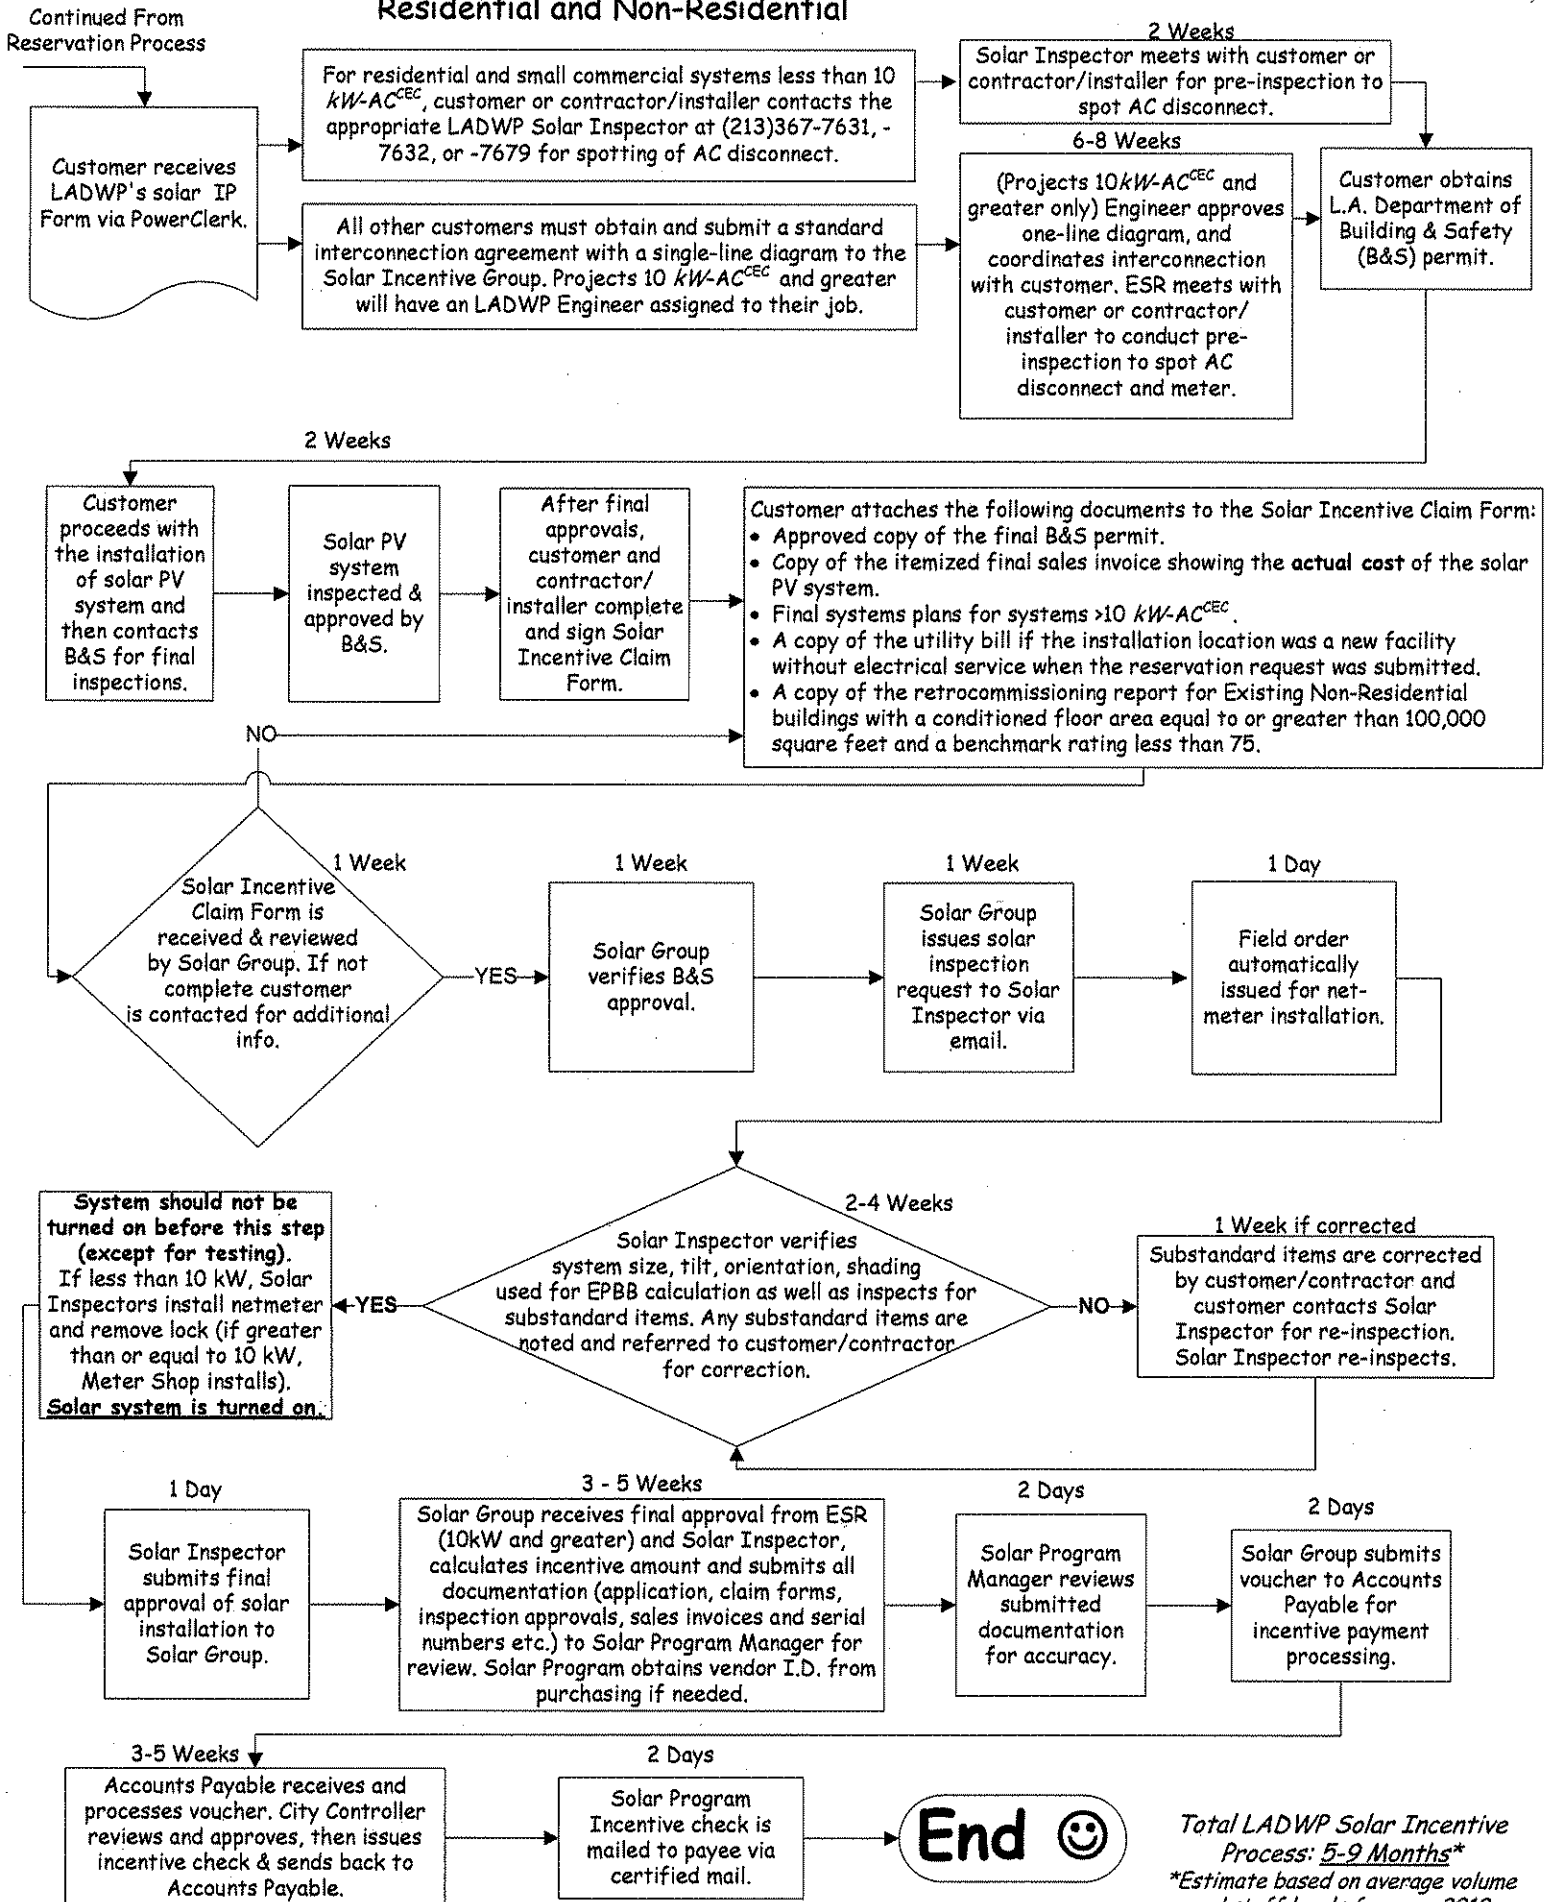 Residential and Non-Residential
Continued From
Reservation Process
Customer receives
LADWP's solar IP
Form via PowerClerk.
For residential and small commercial systems less than 10
kW-AC^CEC, customer or contractor/installer contacts the
appropriate LADWP Solar Inspector at (213)367-7631, -
7632, or -7679 for spotting of AC disconnect.
2 Weeks
Solar Inspector meets with customer or
contractor/installer for pre-inspection to
spot AC disconnect.
All other customers must obtain and submit a standard
interconnection agreement with a single-line diagram to the
Solar Incentive Group. Projects 10 kW-AC^CEC and greater
will have an LADWP Engineer assigned to their job.
6-8 Weeks
(Projects 10kW-AC^CEC and
greater only) Engineer approves
one-line diagram, and
coordinates interconnection
with customer. ESR meets with
customer or contractor/
installer to conduct pre-
inspection to spot AC
disconnect and meter.
Customer obtains
L.A. Department of
Building & Safety
(B&S) permit.
2 Weeks
Customer
proceeds with
the installation
of solar PV
system and
then contacts
B&S for final
inspections.
Solar PV
system
inspected &
approved by
B&S.
After final
approvals,
customer and
contractor/
installer complete
and sign Solar
Incentive Claim
Form.
Customer attaches the following documents to the Solar Incentive Claim Form:
• Approved copy of the final B&S permit.
• Copy of the itemized final sales invoice showing the actual cost of the solar
PV system.
• Final systems plans for systems >10 kW-AC^CEC.
• A copy of the utility bill if the installation location was a new facility
without electrical service when the reservation request was submitted.
• A copy of the retrocommissioning report for Existing Non-Residential
buildings with a conditioned floor area equal to or greater than 100,000
square feet and a benchmark rating less than 75.
NO
1 Week
Solar Incentive
Claim Form is
received & reviewed
by Solar Group. If not
complete customer
is contacted for additional
info.
YES
1 Week
Solar Group
verifies B&S
approval.
1 Week
Solar Group
issues solar
inspection
request to Solar
Inspector via
email.
1 Day
Field order
automatically
issued for net-
meter installation.
2-4 Weeks
Solar Inspector verifies
system size, tilt, orientation, shading
used for EPBB calculation as well as inspects for
substandard items. Any substandard items are
noted and referred to customer/contractor
for correction.
NO
1 Week if corrected
Substandard items are corrected
by customer/contractor and
customer contacts Solar
Inspector for re-inspection.
Solar Inspector re-inspects.
YES
System should not be
turned on before this step
(except for testing).
If less than 10 kW, Solar
Inspectors install netmeter
and remove lock (if greater
than or equal to 10 kW,
Meter Shop installs).
Solar system is turned on.
1 Day
Solar Inspector
submits final
approval of solar
installation to
Solar Group.
3 - 5 Weeks
Solar Group receives final approval from ESR
(10kW and greater) and Solar Inspector,
calculates incentive amount and submits all
documentation (application, claim forms,
inspection approvals, sales invoices and serial
numbers etc.) to Solar Program Manager for
review. Solar Program obtains vendor I.D. from
purchasing if needed.
2 Days
Solar Program
Manager reviews
submitted
documentation
for accuracy.
2 Days
Solar Group submits
voucher to Accounts
Payable for
incentive payment
processing.
3-5 Weeks
Accounts Payable receives and
processes voucher. City Controller
reviews and approves, then issues
incentive check & sends back to
Accounts Payable.
2 Days
Solar Program
Incentive check is
mailed to payee via
certified mail.
End
Total LADWP Solar Incentive
Process: 5-9 Months*
*Estimate based on average volume